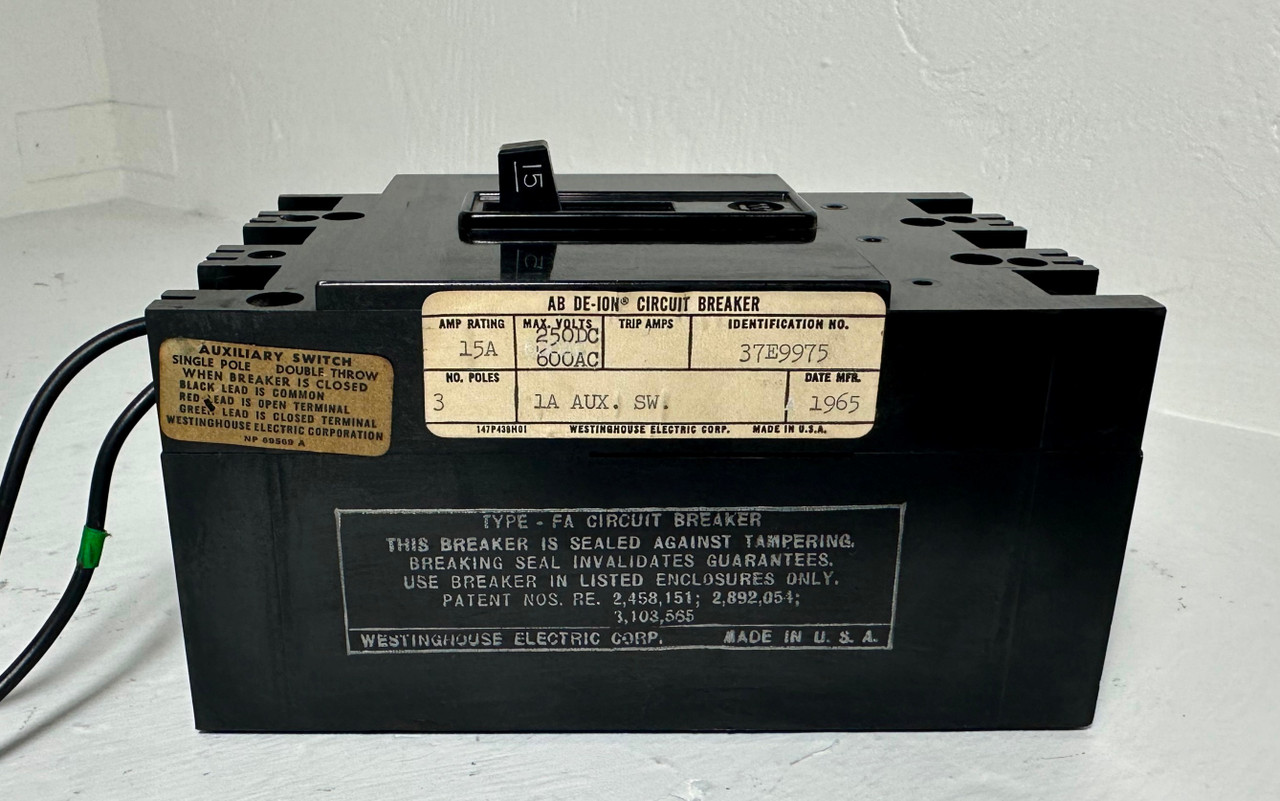 15
AB DE-ION® CIRCUIT BREAKER
AMP RATING MAX. VOLTS TRIP AMPS IDENTIFICATION NO.
15A 250DC 37E9975
600AC
NO. POLES DATE MFR.
3 1A AUX. SW. 1965
147P438H01 WESTINGHOUSE ELECTRIC CORP. MADE IN U.S.A.
AUXILIARY SWITCH
SINGLE POLE DOUBLE THROW
WHEN BREAKER IS CLOSED
BLACK LEAD IS COMMON
RED LEAD IS OPEN TERMINAL
GREEN LEAD IS CLOSED TERMINAL
WESTINGHOUSE ELECTRIC CORPORATION
NP 69569 A
TYPE - FA CIRCUIT BREAKER
THIS BREAKER IS SEALED AGAINST TAMPERING.
BREAKING SEAL INVALIDATES GUARANTEES.
USE BREAKER IN LISTED ENCLOSURES ONLY.
PATENT NOS. RE. 2,458,151; 2,892,054;
3,103,565
WESTINGHOUSE ELECTRIC CORP. MADE IN U. S. A.